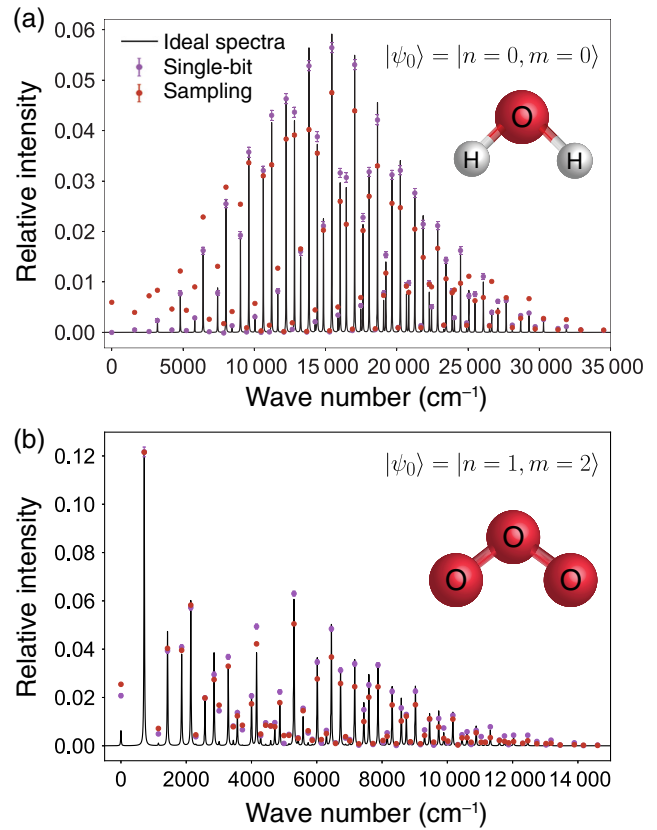 (a)
0.06
0.05
0.04
0.03
0.02
0.01
0.00
Relative intensity
Ideal spectra
Single-bit
Sampling
|ψ₀⟩ = |n = 0, m = 0⟩
O
H H
0 5000 10 000 15 000 20 000 25 000 30 000 35 000
Wave number (cm⁻¹)
(b)
0.12
0.10
0.08
0.06
0.04
0.02
0.00
Relative intensity
|ψ₀⟩ = |n = 1, m = 2⟩
O
O O
0 2000 4000 6000 8000 10 000 12 000 14 000
Wave number (cm⁻¹)